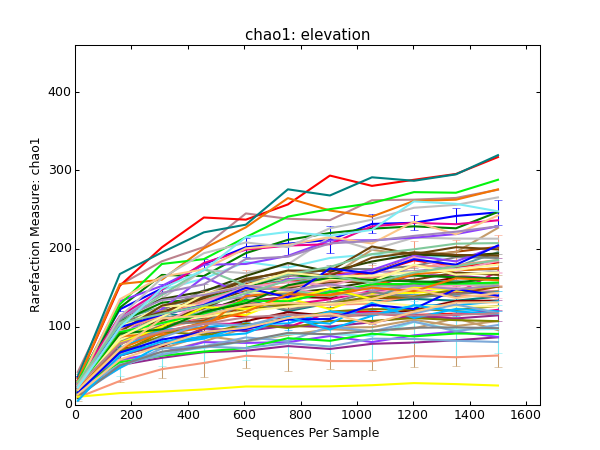 chao1: elevation
Rarefaction Measure: chao1
400
300
200
100
0
0 200 400 600 800 1000 1200 1400 1600
Sequences Per Sample